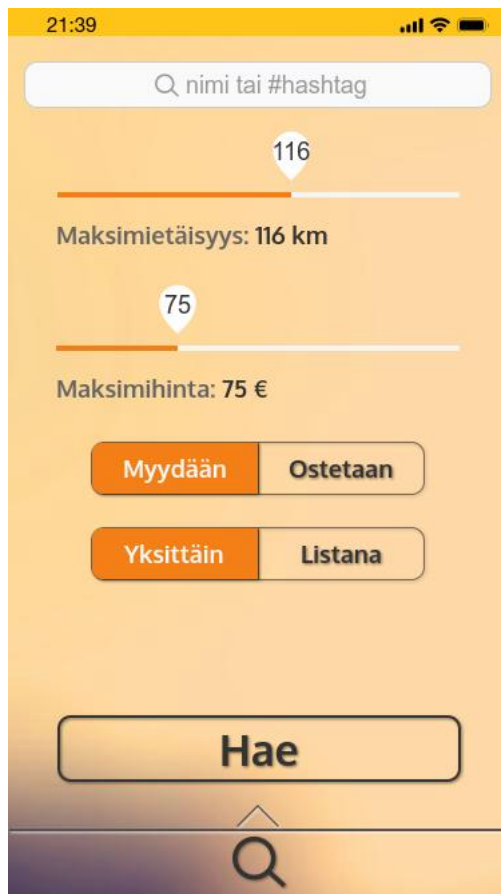 21:39
nimi tai #hashtag
116
Maksimietäisyys: 116 km
75
Maksimihinta: 75 €
Myydään Ostetaan
Yksittäin Listana
Hae